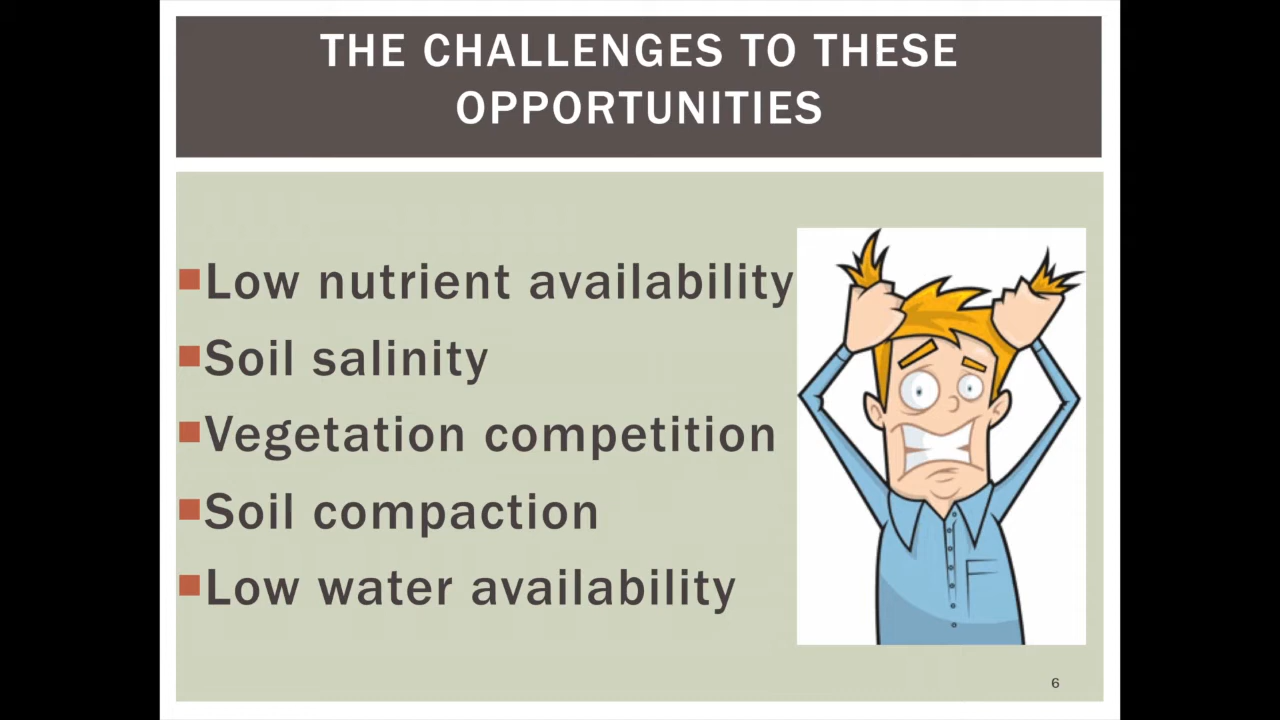 THE CHALLENGES TO THESE
OPPORTUNITIES
Low nutrient availability
Soil salinity
Vegetation competition
Soil compaction
Low water availability
6